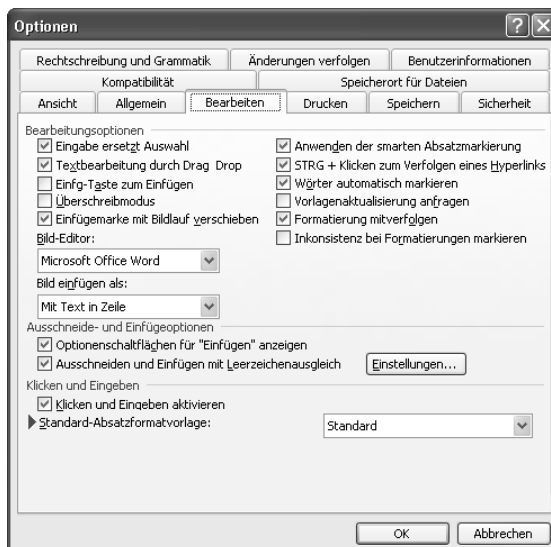 Optionen
Rechtschreibung und Grammatik Änderungen verfolgen Benutzerinformationen
Kompatibilität Speicherort für Dateien
Ansicht Allgemein Bearbeiten Drucken Speichern Sicherheit
Bearbeitungsoptionen
Eingabe ersetzt Auswahl
Textbearbeitung durch Drag Drop
Einfg-Taste zum Einfügen
Überschreibmodus
Einfügemarke mit Bildlauf verschieben
Bild-Editor:
Microsoft Office Word
Bild einfügen als:
Mit Text in Zeile
Anwenden der smarten Absatzmarkierung
STRG + Klicken zum Verfolgen eines Hyperlinks
Wörter automatisch markieren
Vorlagenaktualisierung anfragen
Formatierung mitverfolgen
Inkonsistenz bei Formatierungen markieren
Ausschneide- und Einfügeoptionen
Optionenschaltflächen für "Einfügen" anzeigen
Ausschneiden und Einfügen mit Leerzeichenausgleich Einstellungen...
Klicken und Eingeben
Klicken und Eingeben aktivieren
Standard-Absatzformatvorlage: Standard
OK Abbrechen